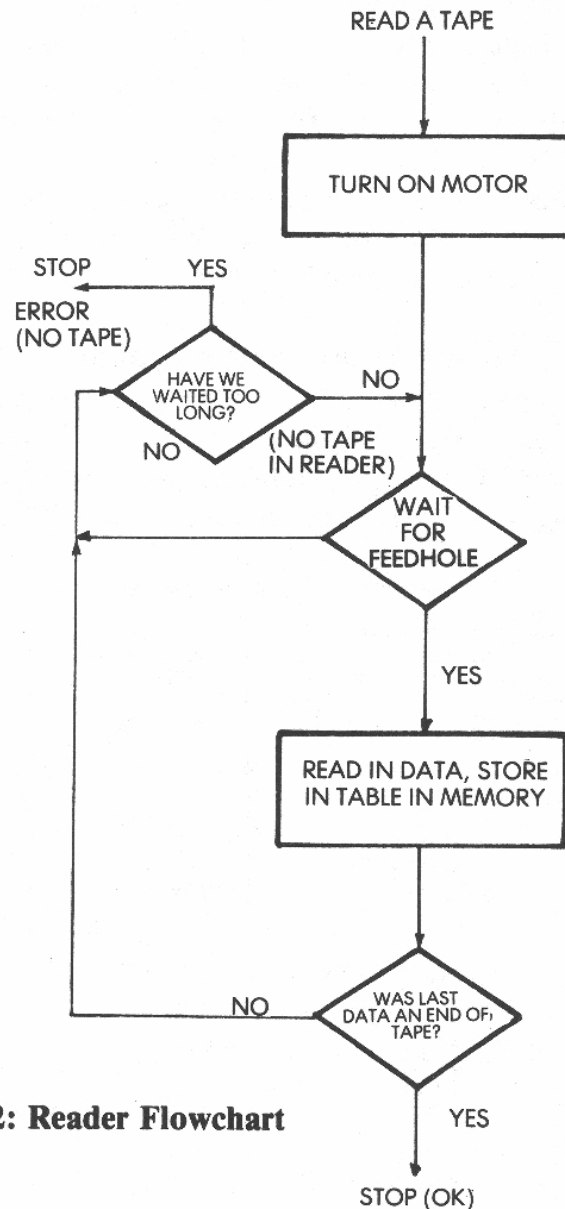 READ A TAPE
TURN ON MOTOR
STOP
YES
ERROR
(NO TAPE)
HAVE WE
WAITED TOO
LONG?
NO
NO
(NO TAPE
IN READER)
WAIT
FOR
FEEDHOLE
YES
READ IN DATA, STORE
IN TABLE IN MEMORY
NO
WAS LAST
DATA AN END OF,
TAPE?
2: Reader Flowchart
YES
STOP (OK)